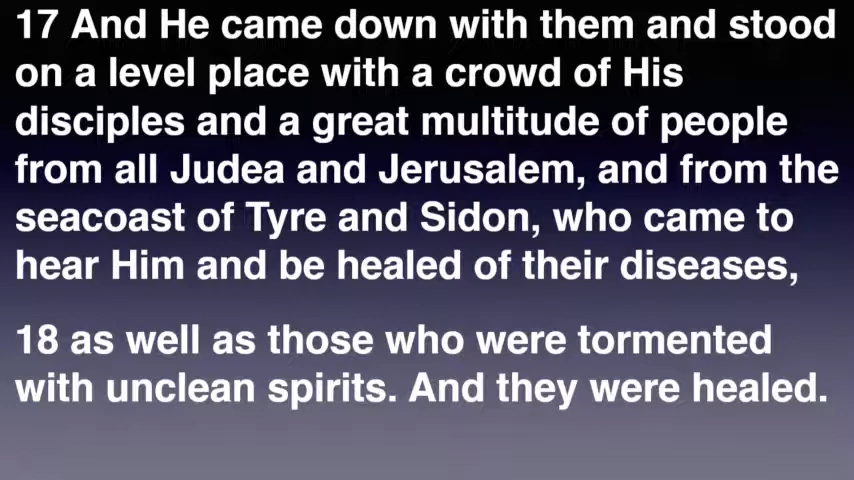 17 And He came down with them and stood
on a level place with a crowd of His
disciples and a great multitude of people
from all Judea and Jerusalem, and from the
seacoast of Tyre and Sidon, who came to
hear Him and be healed of their diseases,
18 as well as those who were tormented
with unclean spirits. And they were healed.